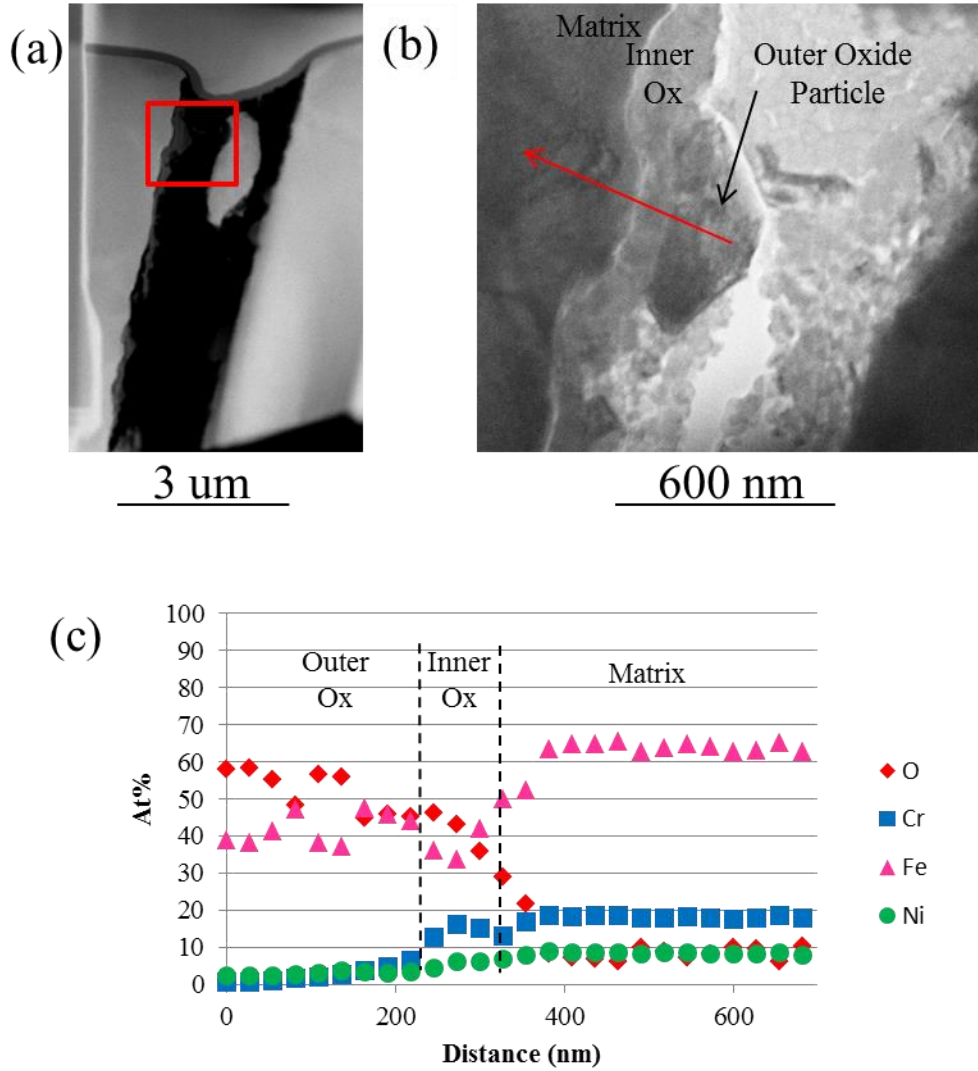 (a)
3 um
(b)
Matrix
Inner
Ox
Outer Oxide
Particle
600 nm
(c)
At%
100
90
80
70
60
50
40
30
20
10
0
Outer
Ox
Inner
Ox
Matrix
0
200
400
600
Distance (nm)
O
Cr
Fe
Ni